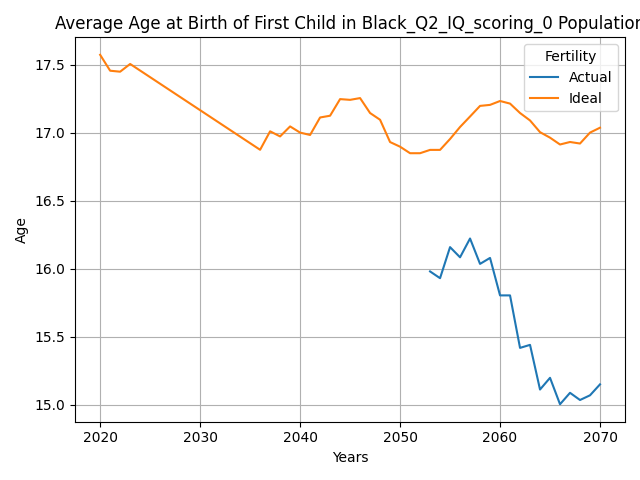 Average Age at Birth of First Child in Black_Q2_IQ_scoring_0 Population
Fertility
Actual
Ideal
17.5
17.0
16.5
16.0
15.5
15.0
Age
2020 2030 2040 2050 2060 2070
Years